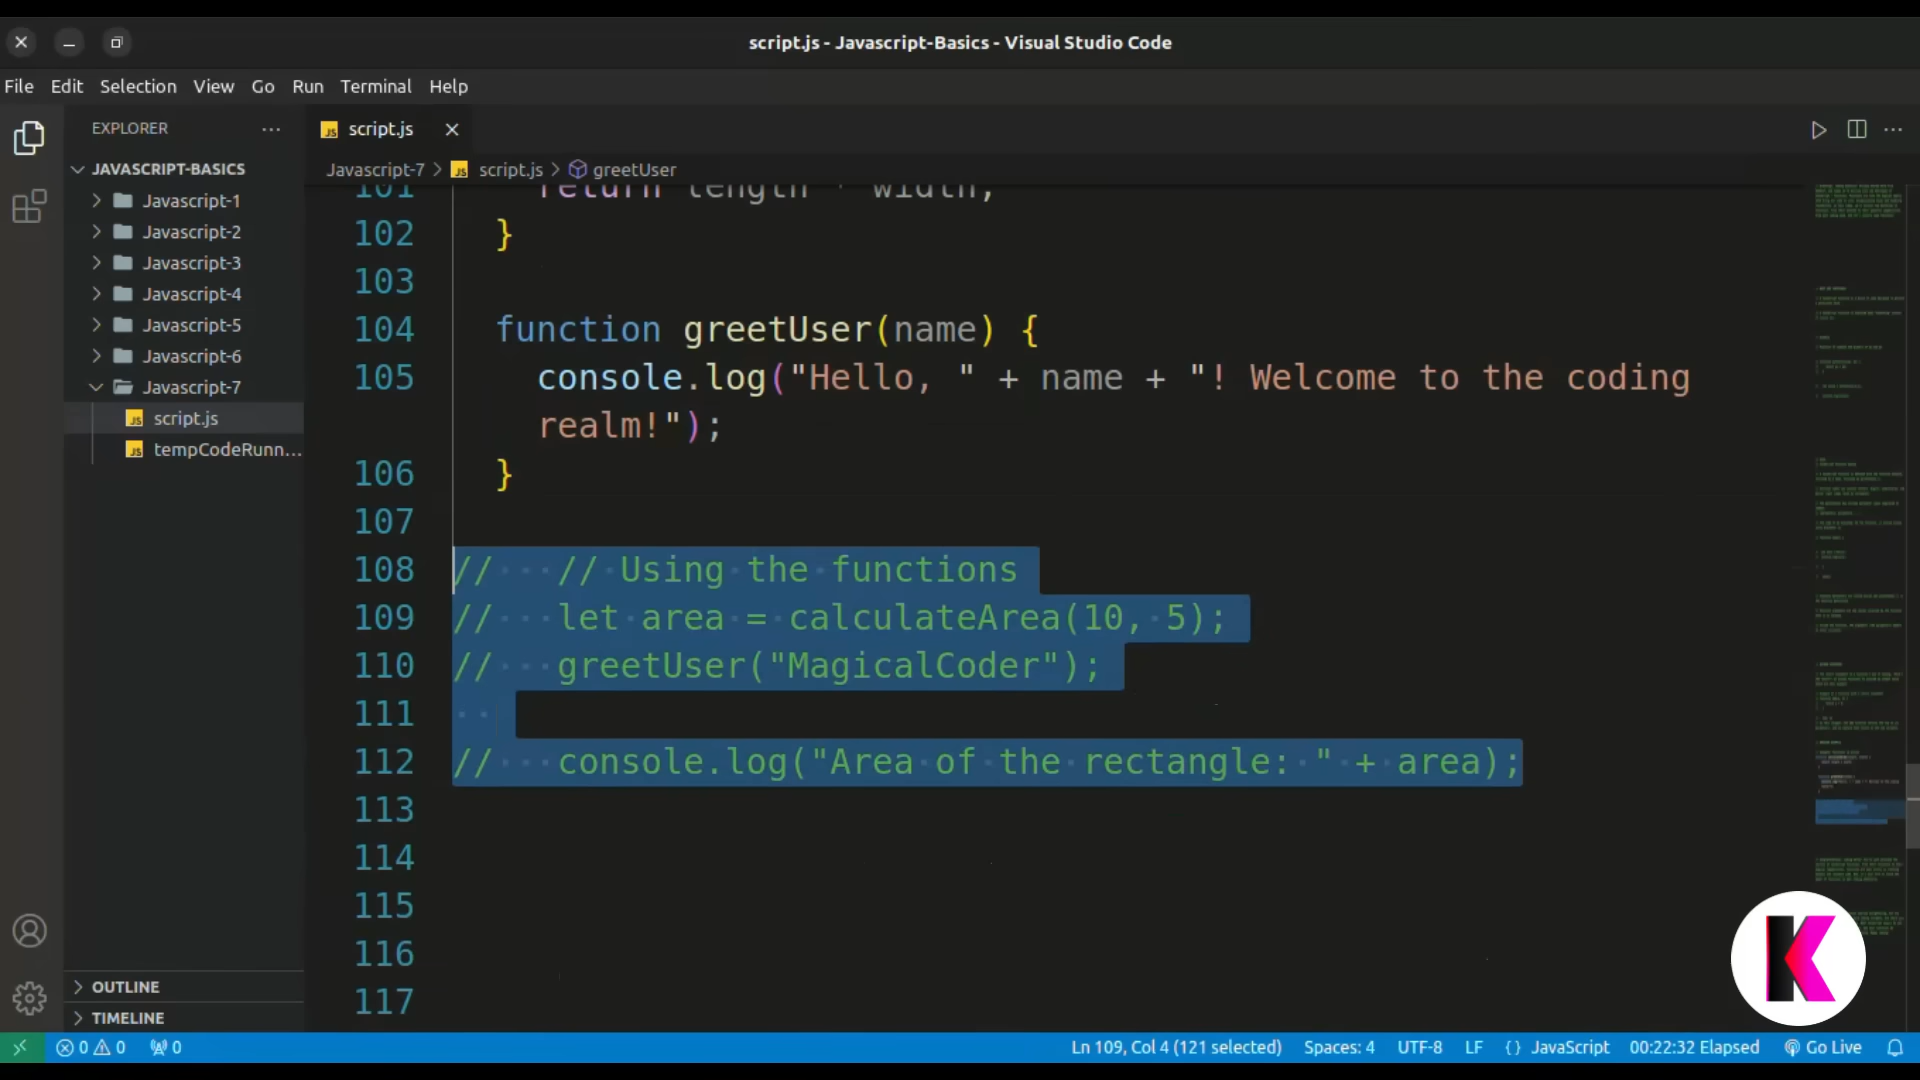 script.js - Javascript-Basics - Visual Studio Code
File Edit Selection View Go Run Terminal Help
EXPLORER ···
script.js
JAVASCRIPT-BASICS
Javascript-7 > script.js > greetUser
Javascript-1
Javascript-2
Javascript-3
Javascript-4
Javascript-5
Javascript-6
Javascript-7
script.js
tempCodeRunn...
101 return length width;
102 }
103
104 function greetUser(name) {
105 console.log("Hello, " + name + "! Welcome to the coding
realm!");
106 }
107
108 // // Using the functions
109 // let area = calculateArea(10, 5);
110 // greetUser("MagicalCoder");
111
112 // console.log("Area of the rectangle: " + area);
113
114
115
116
117
K
OUTLINE
TIMELINE
0 0 0 Ln 109, Col 4 (121 selected) Spaces: 4 UTF-8 LF {} JavaScript 00:22:32 Elapsed Go Live